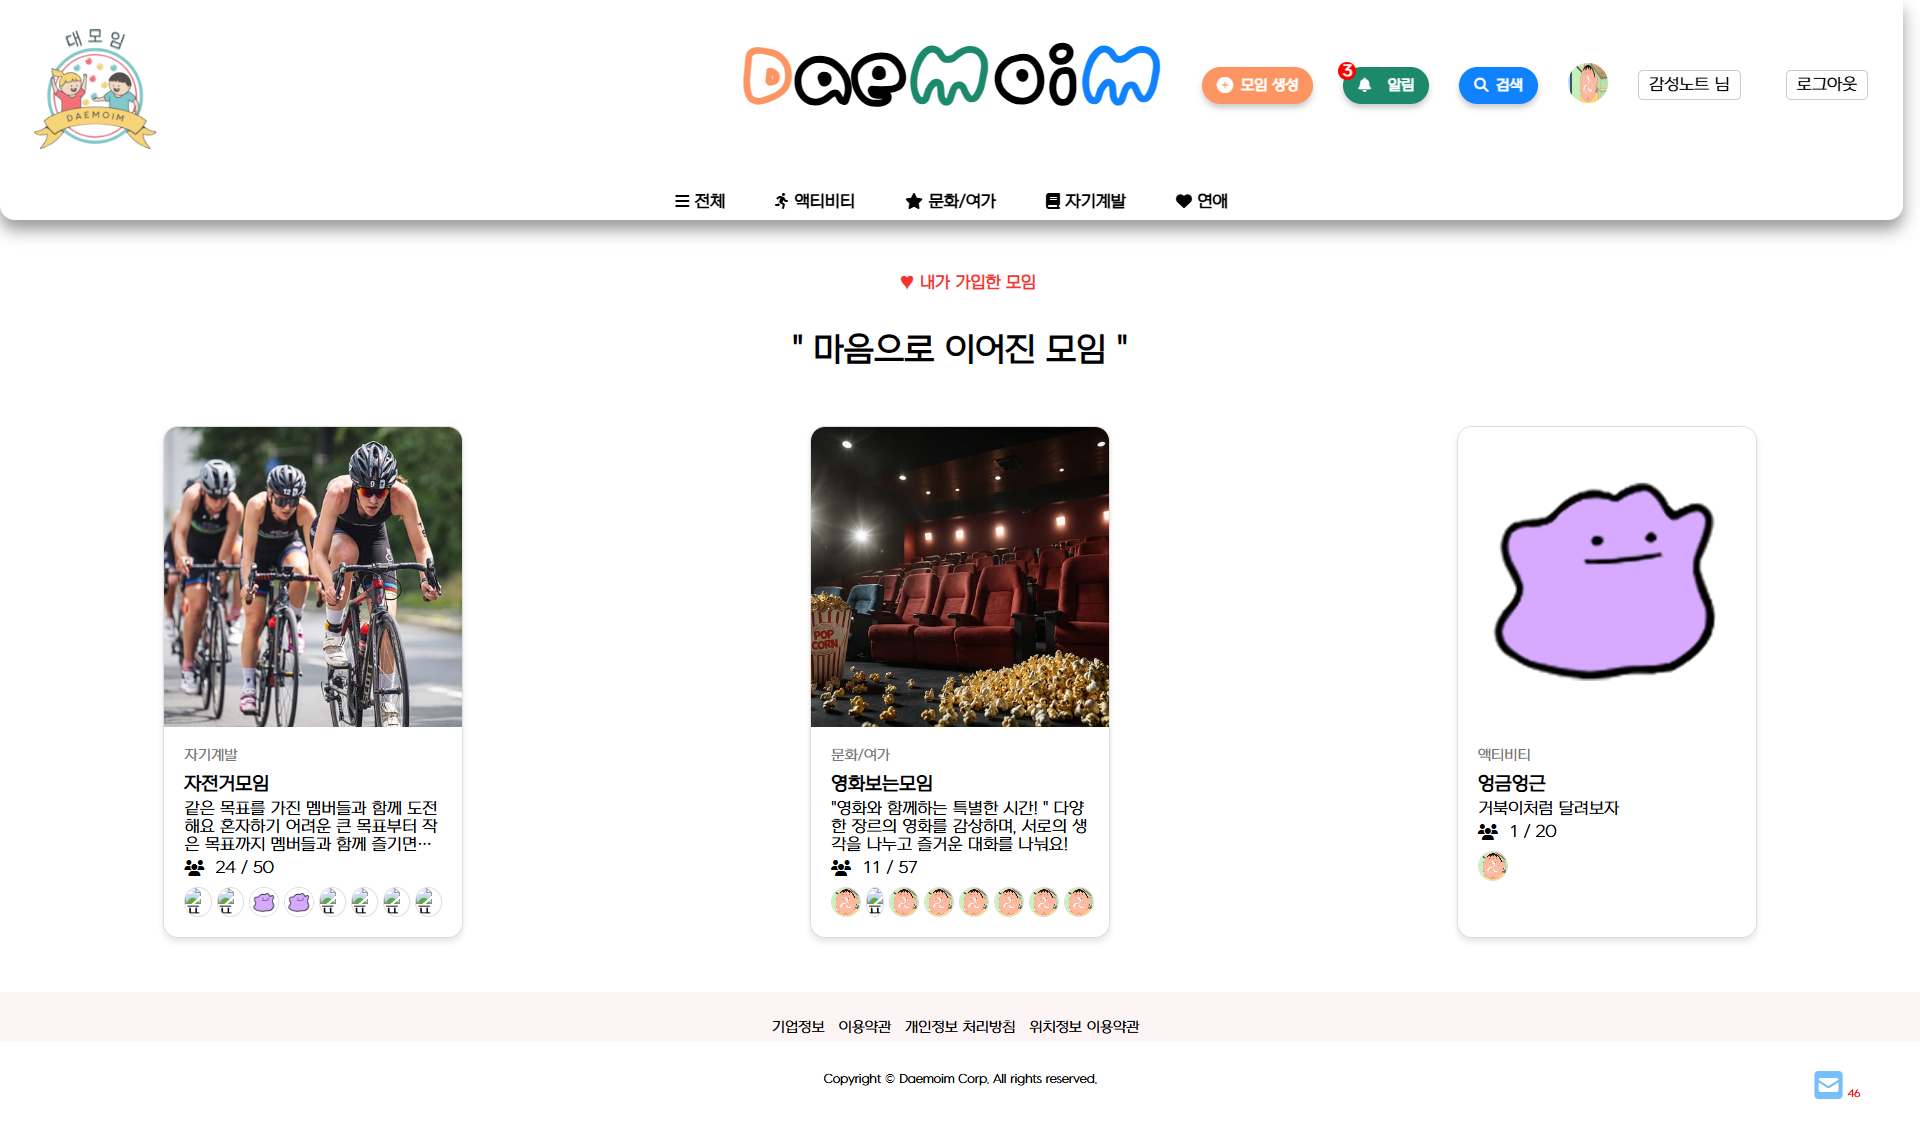 대모임
DAEMOIM
DaeMoiM
모임 생성
3
알림
검색
감성노트 님
로그아웃
전체
액티비티
문화/여가
자기계발
연애
♥ 내가 가입한 모임
" 마음으로 이어진 모임 "
9
12
자기계발
자전거모임
같은 목표를 가진 멤버들과 함께 도전
해요 혼자하기 어려운 큰 목표부터 작
은 목표까지 멤버들과 함께 즐기면…
24 / 50
POP
CORN
문화/여가
영화보는모임
"영화와 함께하는 특별한 시간! " 다양
한 장르의 영화를 감상하며, 서로의 생
각을 나누고 즐거운 대화를 나눠요!
11 / 57
액티비티
엉금엉근
거북이처럼 달려보자
1 / 20
기업정보 이용약관 개인정보 처리방침 위치정보 이용약관
Copyright © Daemoim Corp. All rights reserved.
46